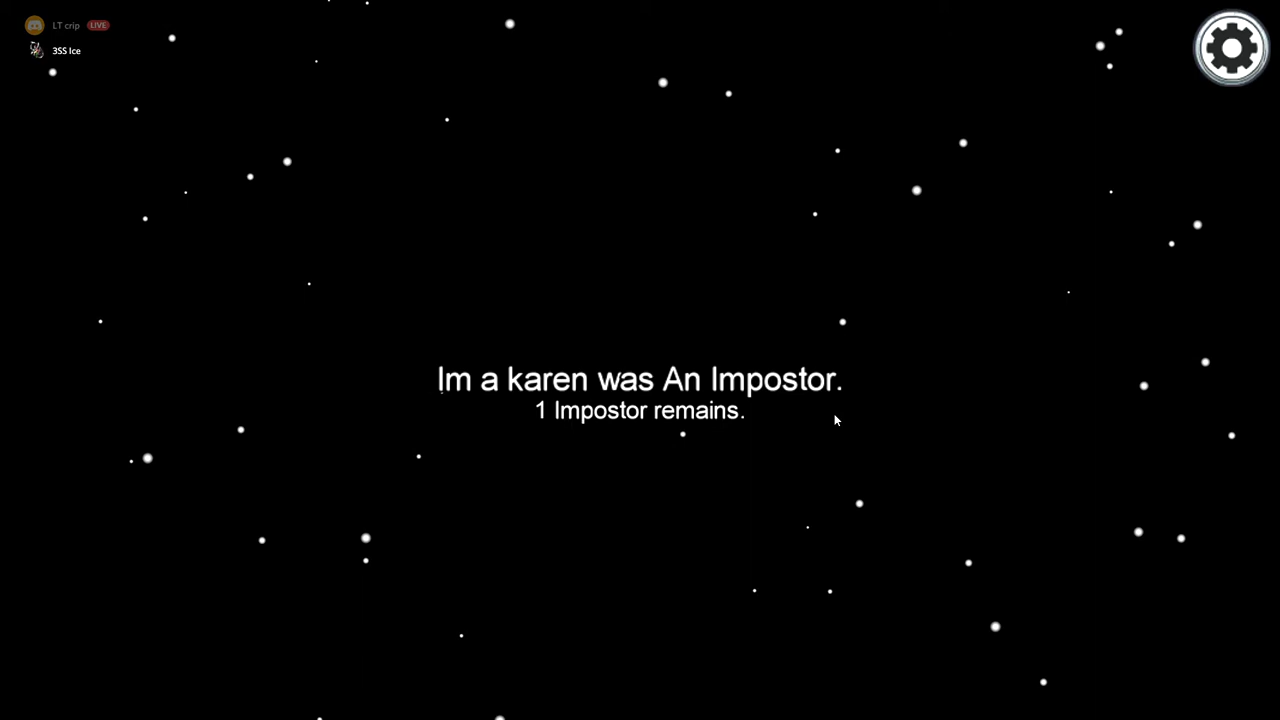 LT crip LIVE
3SS Ice
Im a karen was An Impostor.
1 Impostor remains.